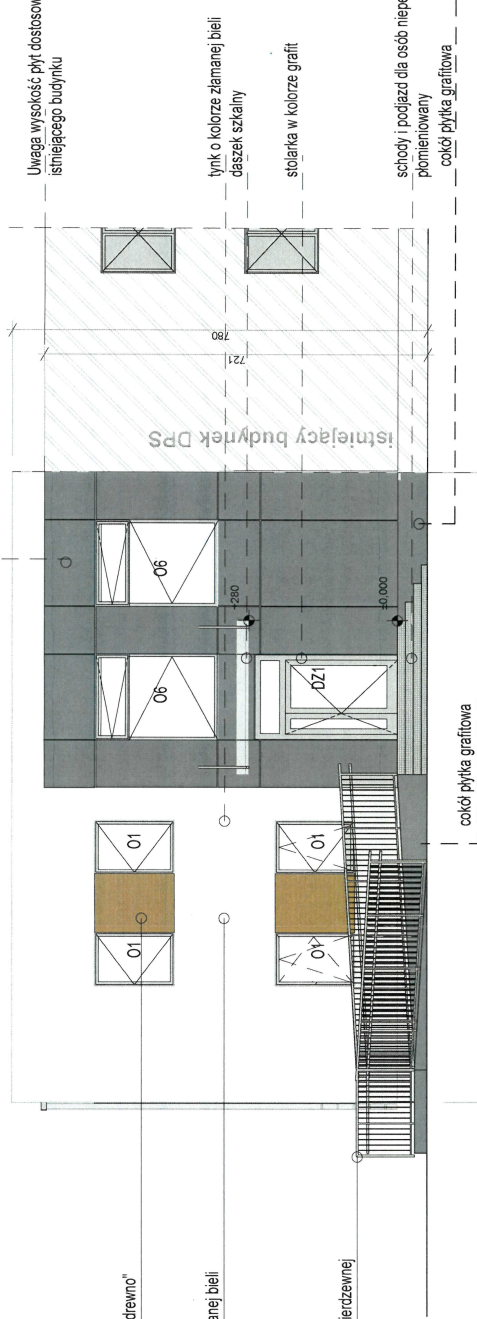 Uwaga wysokość płyt dostosow
istniejącego budynku
tynk o kolorze złamanej bieli
daszek szkalny
stolarka w kolorze grafit
schody i podjazd dla osób niepe
płomieniowany
cokół płytka grafitowa
780
721
istniejący budynek DPS
O6
O6
+280
±0,000
DZ1
O1
O1
O1
O1
cokół płytka grafitowa
drewno"
anej bieli
ierdzewnej